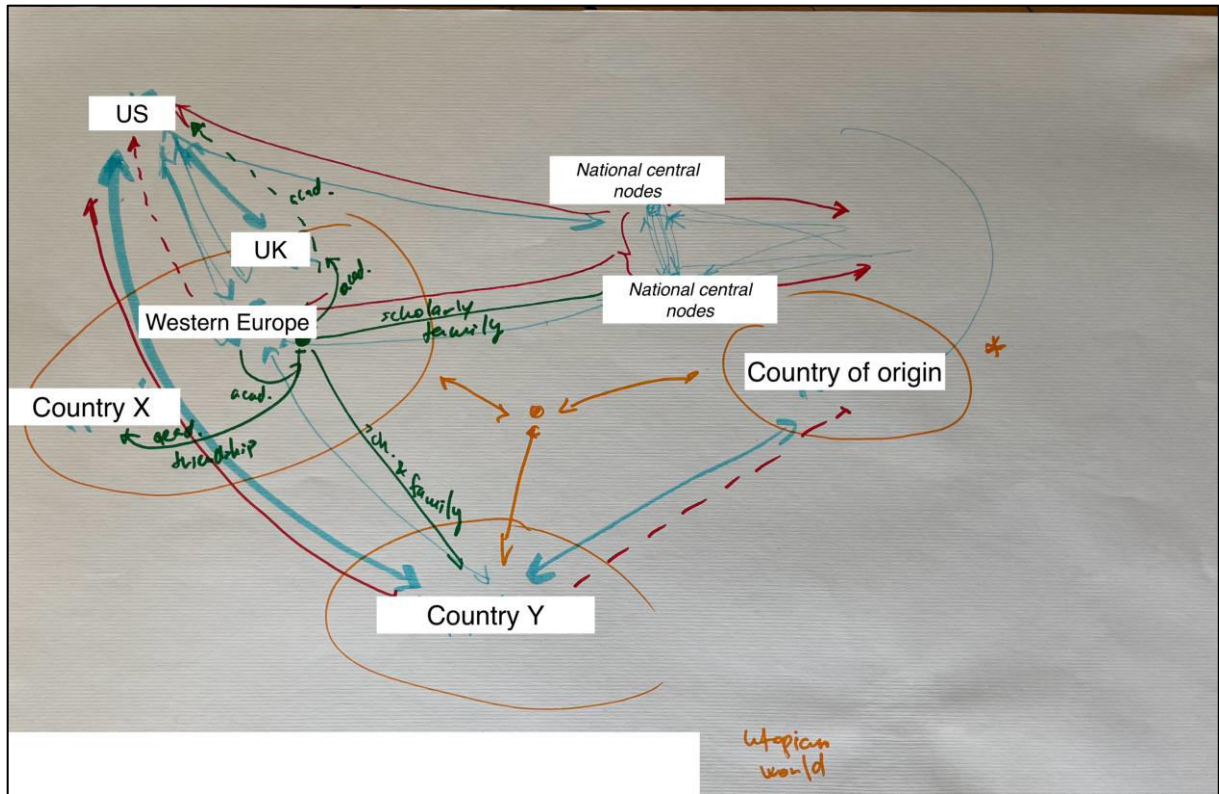 US
National central
nodes
acad.
UK
acad.
National central
nodes
Western Europe
scholarly
family
*
Country of origin
acad.
Country X
acad.
friendship
sch. & family
Country Y
utopian
world